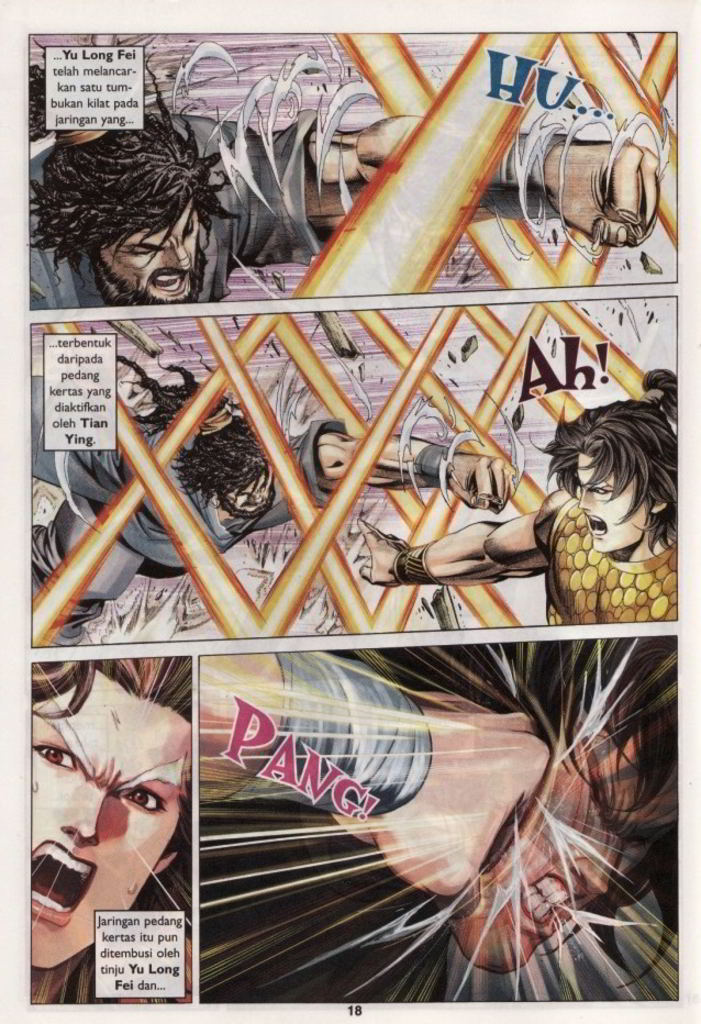 ...Yu Long Fei
telah melancar-
kan satu tum-
bukan kilat pada
jaringan yang...
HU...
...terbentuk
daripada
pedang
kertas yang
diaktifkan
oleh Tian
Ying.
Ah!
PANG!
Jaringan pedang
kertas itu pun
ditembusi oleh
tinju Yu Long
Fei dan...
18